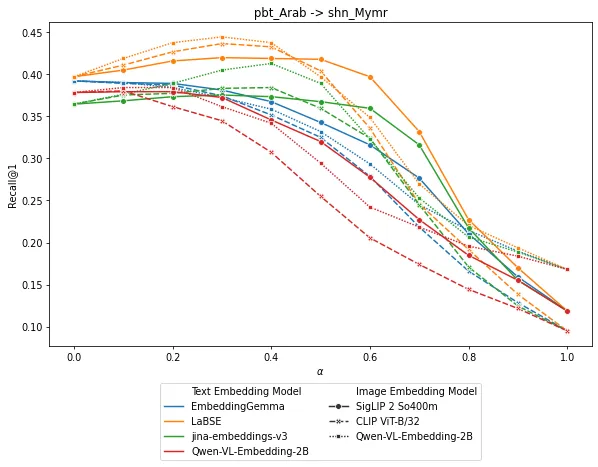 pbt_Arab -> shn_Mymr
Recall@1
0.45
0.40
0.35
0.30
0.25
0.20
0.15
0.10
0.0
0.2
0.4
0.6
0.8
1.0
α
Text Embedding Model
EmbeddingGemma
LaBSE
jina-embeddings-v3
Qwen-VL-Embedding-2B
Image Embedding Model
SigLIP 2 So400m
CLIP ViT-B/32
Qwen-VL-Embedding-2B